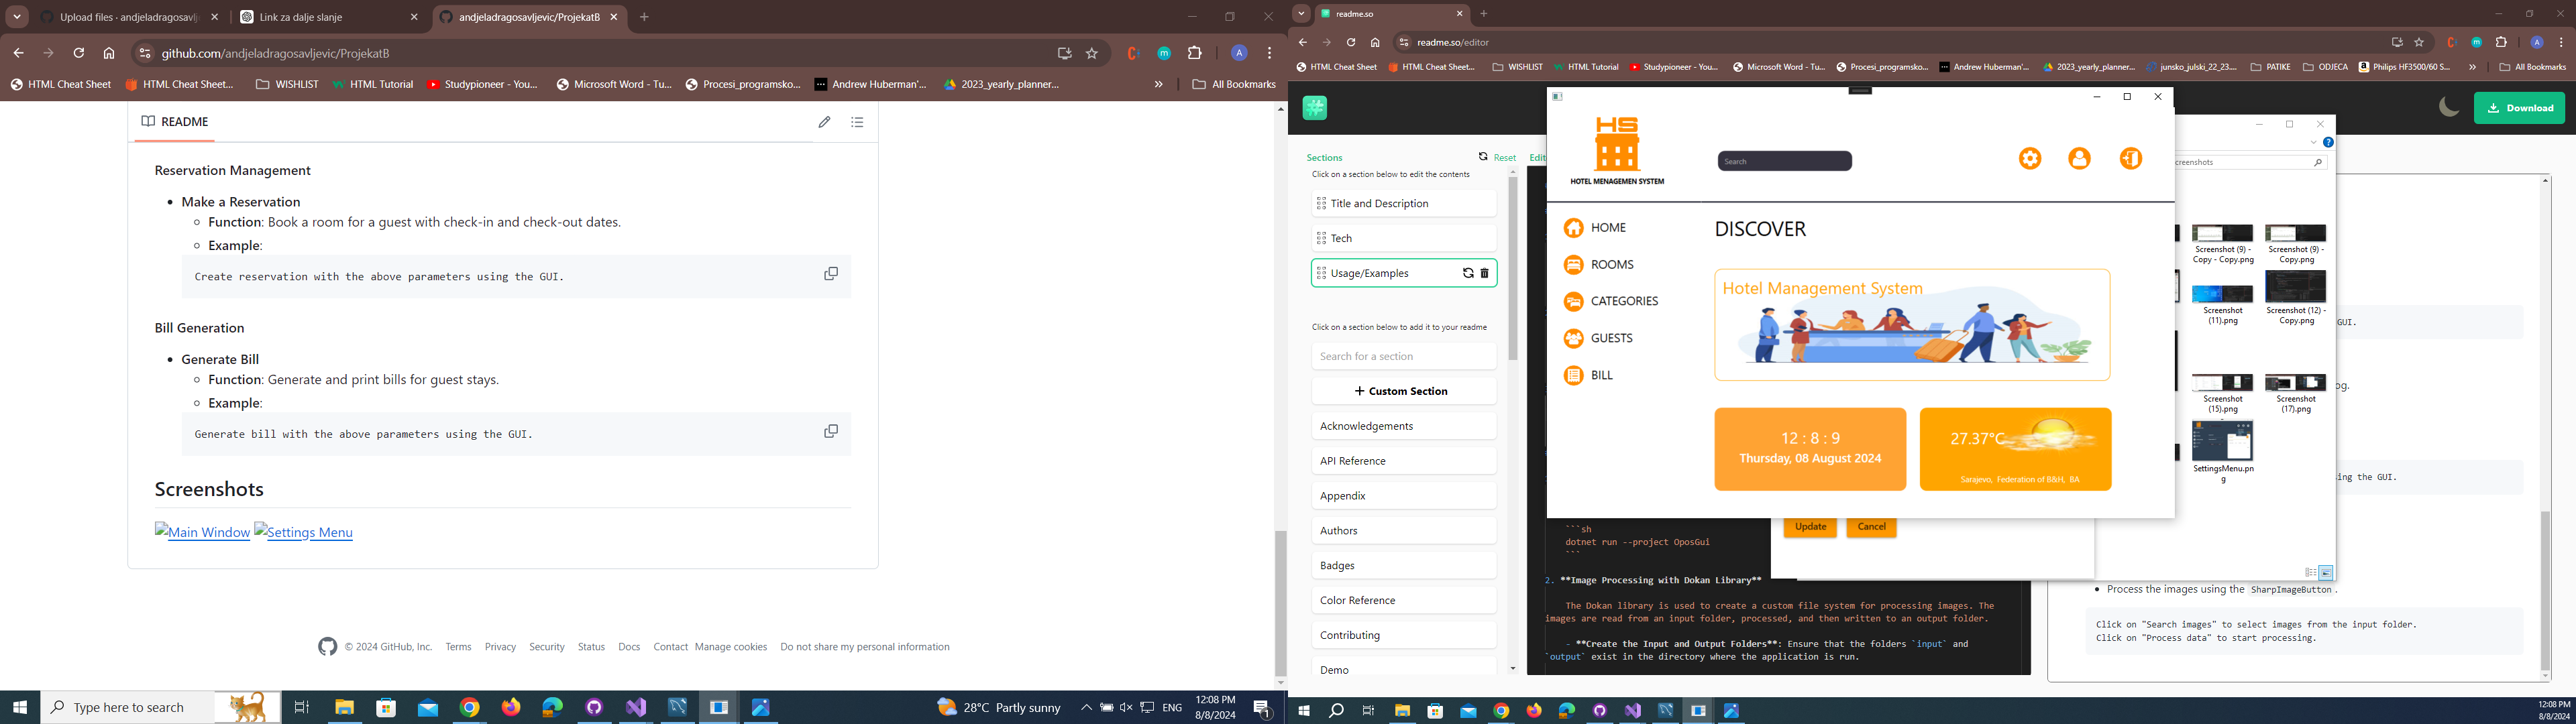 Upload files · andjeladragosavlje
Link za dalje slanje
andjeladragosavljevic/ProjekatB
github.com/andjeladragosavljevic/ProjekatB
HTML Cheat Sheet
HTML Cheat Sheet...
WISHLIST
HTML Tutorial
Studypioneer - You...
Microsoft Word - Tu...
Procesi_programsko...
Andrew Huberman'...
2023_yearly_planner...
All Bookmarks
README
Reservation Management
Make a Reservation
Function: Book a room for a guest with check-in and check-out dates.
Example:
Create reservation with the above parameters using the GUI.
Bill Generation
Generate Bill
Function: Generate and print bills for guest stays.
Example:
Generate bill with the above parameters using the GUI.
Screenshots
Main Window Settings Menu
© 2024 GitHub, Inc. Terms Privacy Security Status Docs Contact Manage cookies Do not share my personal information
Type here to search
28°C Partly sunny
ENG
12:08 PM
8/8/2024
1
readme.so
readme.so/editor
HTML Cheat Sheet
HTML Cheat Sheet...
WISHLIST
HTML Tutorial
Studypioneer - You...
Microsoft Word - Tu...
Procesi_programsko...
Andrew Huberman'...
2023_yearly_planner...
junsko_julski_22_23....
PATIKE
ODJECA
Philips HF3500/60 S...
All Bookmarks
Download
Sections
Reset
Click on a section below to edit the contents
Title and Description
Tech
Usage/Examples
Click on a section below to add it to your readme
Search for a section
+ Custom Section
Acknowledgements
API Reference
Appendix
Authors
Badges
Color Reference
Contributing
Demo
HS
HOTEL MENAGEMEN SYSTEM
Search
HOME
ROOMS
CATEGORIES
GUESTS
BILL
DISCOVER
Hotel Management System
12 : 8 : 9
Thursday, 08 August 2024
27.37°C
Sarajevo, Federation of B&H, BA
Update
Cancel
```sh
dotnet run --project OposGui
```
2. **Image Processing with Dokan Library**
The Dokan library is used to create a custom file system for processing images. The
images are read from an input folder, processed, and then written to an output folder.
- **Create the Input and Output Folders**: Ensure that the folders `input` and
`output` exist in the directory where the application is run.
creenshots
Screenshot (9) -
Copy - Copy.png
Screenshot (9) -
Copy.png
Screenshot
(11).png
Screenshot (12) -
Copy.png
Screenshot
(15).png
Screenshot
(17).png
SettingsMenu.pn
g
GUI.
og.
ing the GUI.
Process the images using the SharpImageButton.
Click on "Search images" to select images from the input folder.
Click on "Process data" to start processing.
12:08 PM
8/8/2024